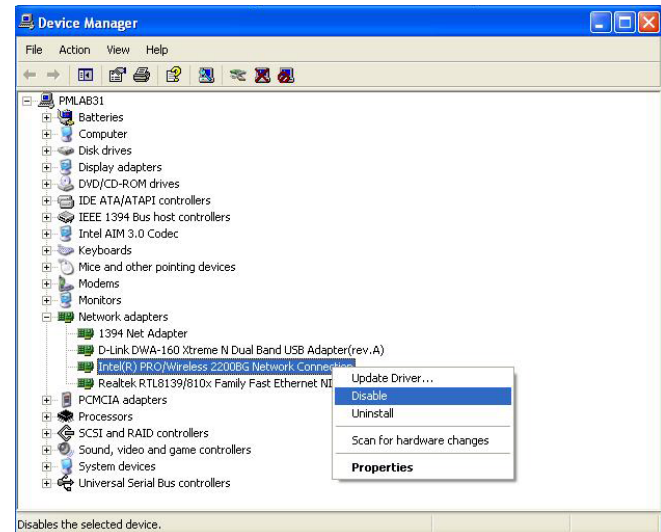 Device Manager
File Action View Help
PMLAB31
Batteries
Computer
Disk drives
Display adapters
DVD/CD-ROM drives
IDE ATA/ATAPI controllers
IEEE 1394 Bus host controllers
Intel AIM 3.0 Codec
Keyboards
Mice and other pointing devices
Modems
Monitors
Network adapters
1394 Net Adapter
D-Link DWA-160 Xtreme N Dual Band USB Adapter(rev.A)
Intel(R) PRO/Wireless 2200BG Network Connection
Realtek RTL8139/810x Family Fast Ethernet NI
PCMCIA adapters
Processors
SCSI and RAID controllers
Sound, video and game controllers
System devices
Universal Serial Bus controllers
Update Driver...
Disable
Uninstall
Scan for hardware changes
Properties
Disables the selected device.